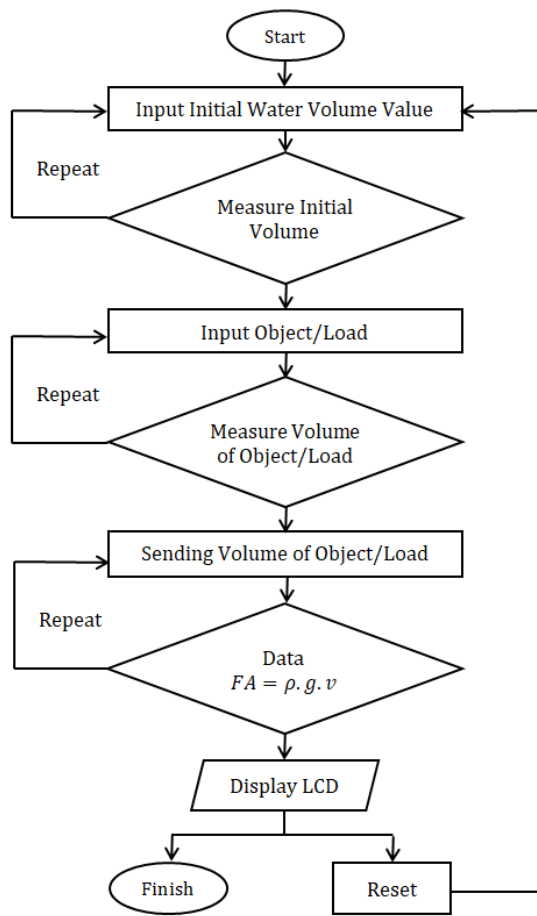 Start
Input Initial Water Volume Value
Repeat
Measure Initial
Volume
Input Object/Load
Repeat
Measure Volume
of Object/Load
Sending Volume of Object/Load
Repeat
Data
𝐹𝐴 = 𝜌. 𝑔. 𝑣
Display LCD
Finish
Reset